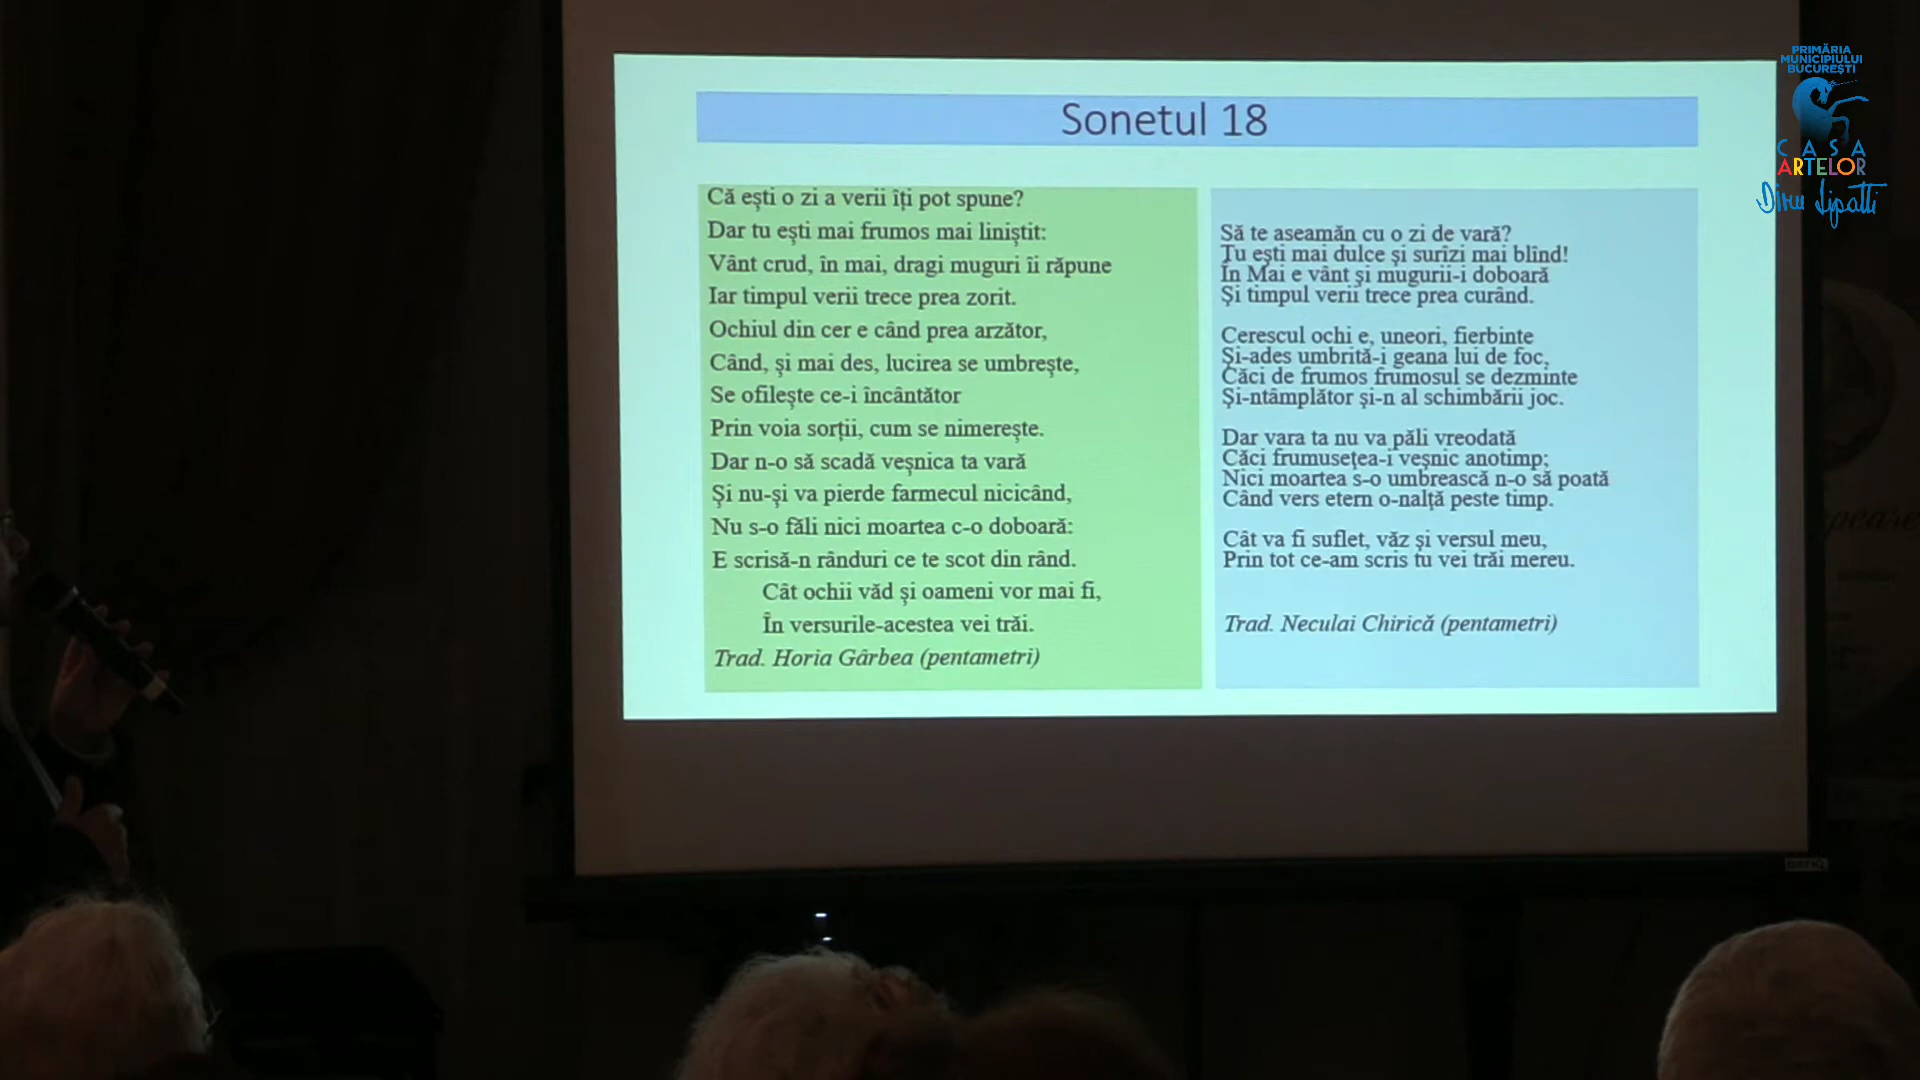 Sonetul 18
Că ești o zi a verii îți pot spune?
Dar tu ești mai frumos mai liniștit:
Vânt crud, în mai, dragi muguri îi răpune
Iar timpul verii trece prea zorit.
Ochiul din cer e când prea arzător,
Când, și mai des, lucirea se umbrește,
Se ofilește ce-i încântător
Prin voia sorții, cum se nimerește.
Dar n-o să scadă veșnica ta vară
Și nu-și va pierde farmecul nicicând,
Nu s-o făli nici moartea c-o doboară:
E scrisă-n rânduri ce te scot din rând.
Cât ochii văd și oameni vor mai fi,
În versurile-acestea vei trăi.
Trad. Horia Gârbea (pentametri)
Să te aseamăn cu o zi de vară?
Tu ești mai dulce și surîzi mai blînd!
În Mai e vânt și mugurii-i doboară
Și timpul verii trece prea curând.
Cerescul ochi e, uneori, fierbinte
Și-ades umbrită-i geana lui de foc,
Căci de frumos frumosul se dezminte
Și-ntâmplător și-n al schimbării joc.
Dar vara ta nu va păli vreodată
Căci frumusețea-i veșnic anotimp;
Nici moartea s-o umbrească n-o să poată
Când vers etern o-nalță peste timp.
Cât va fi suflet, văz și versul meu,
Prin tot ce-am scris tu vei trăi mereu.
Trad. Neculai Chirică (pentametri)
PRIMĂRIA
MUNICIPIULUI
BUCUREȘTI
CASA
ARTELOR
Dinu Lipatti
BENQ